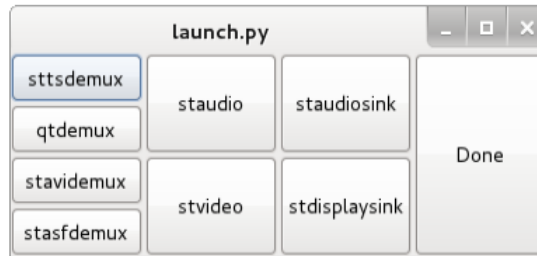 launch.py
sttsdemux
qtdemux
stavidemux
stasfdemux
staudio
stvideo
staudiosink
stdisplaysink
Done